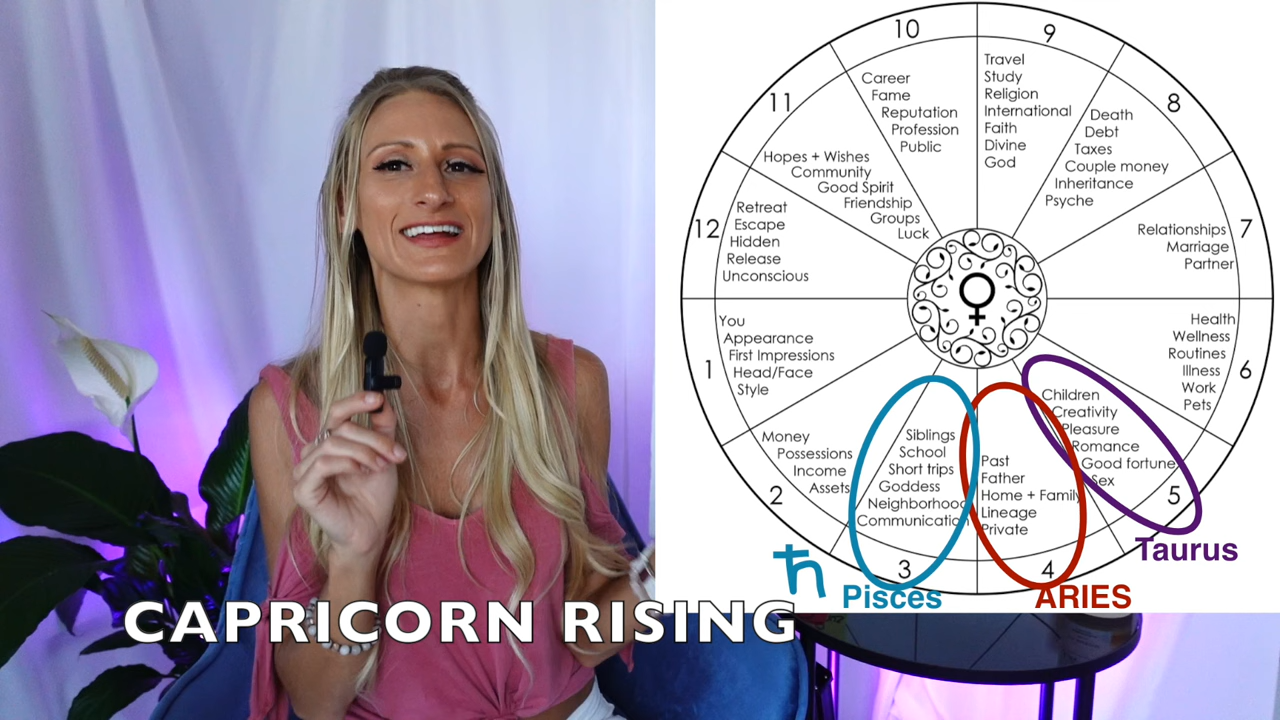 10
Career
Fame
Reputation
Profession
Public
9
Travel
Study
Religion
International
Faith
Divine
God
8
Death
Debt
Taxes
Couple money
Inheritance
Psyche
11
Hopes + Wishes
Community
Good Spirit
Friendship
Groups
Luck
12
Retreat
Escape
Hidden
Release
Unconscious
7
Relationships
Marriage
Partner
1
You
Appearance
First Impressions
Head/Face
Style
6
Health
Wellness
Routines
Illness
Work
Pets
2
Money
Possessions
Income
Assets
3
Siblings
School
Short trips
Goddess
Neighborhood
Communication
4
Past
Father
Home + Family
Lineage
Private
5
Children
Creativity
Pleasure
Romance
Good fortune
Sex
♄
Pisces
ARIES
Taurus
CAPRICORN RISING